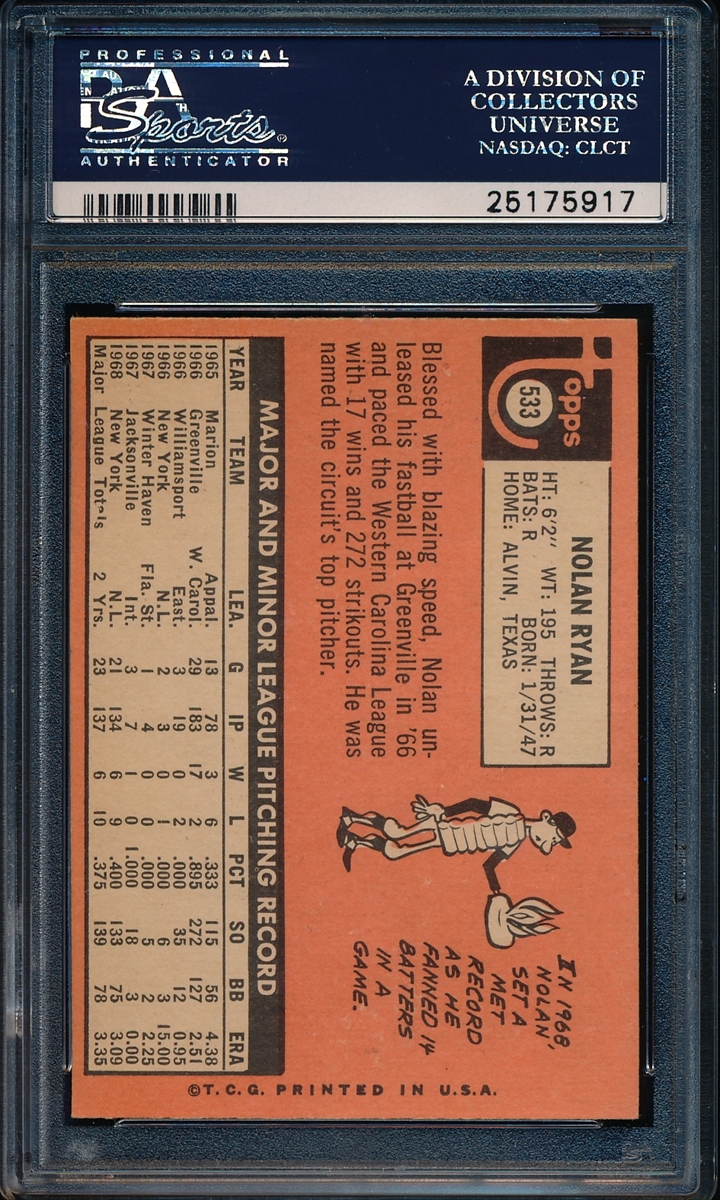 PROFESSIONAL
PSA
Sports®
AUTHENTICATOR
A DIVISION OF
COLLECTORS
UNIVERSE
NASDAQ: CLCT
25175917
Topps
533
NOLAN RYAN
HT: 6'2" WT: 195 THROWS: R
BATS: R BORN: 1/31/47
HOME: ALVIN, TEXAS
Blessed with blazing speed, Nolan un-
leased his fastball at Greenville in '66
and paced the Western Carolina League
with 17 wins and 272 strikouts. He was
named the circuit's top pitcher.
IN 1968,
NOLAN
SET A
MET
RECORD
AS HE
FANNED 14
BATTERS
IN A
GAME.
MAJOR AND MINOR LEAGUE PITCHING RECORD
YEAR TEAM LEA. G IP W L PCT SO BB ERA
1965 Marion Appal. 13 78 3 6 .333 115 56 4.38
1966 Greenville W. Carol. 29 183 17 2 .895 272 127 2.51
1966 Williamsport East. 3 19 0 2 .000 35 12 0.95
1966 New York N.L. 2 3 0 1 .000 6 3 15.00
1967 Winter Haven Fla. St. 1 4 0 0 .000 5 2 2.25
1967 Jacksonville Int. 3 7 1 0 1.000 18 3 0.00
1968 New York N.L. 21 134 6 9 .400 133 75 3.09
Major League Totals 2 Yrs. 23 137 6 10 .375 139 78 3.35
©T.C.G. PRINTED IN U.S.A.